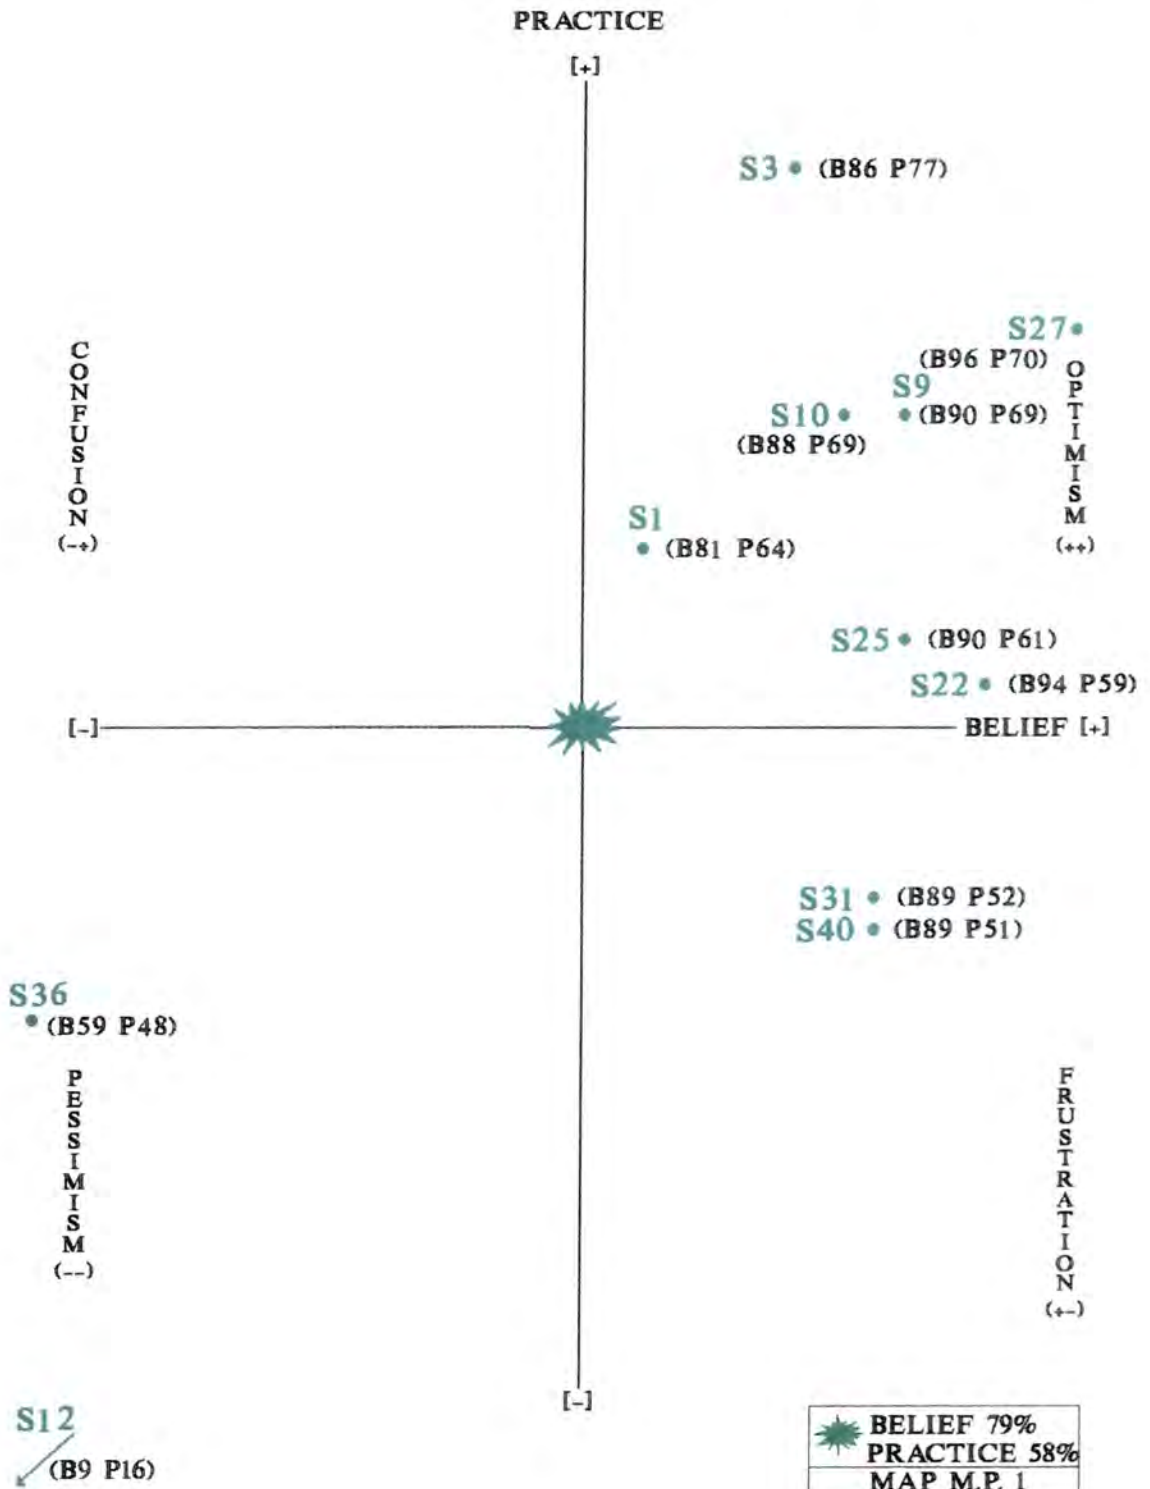 PRACTICE
[+]
S3 (B86 P77)
S27
(B96 P70)
S9
S10 (B90 P69)
(B88 P69)
CONFUSION
(-+)
OPTIMISM
(++)
S1
(B81 P64)
S25 (B90 P61)
S22 (B94 P59)
[-] BELIEF [+]
S31 (B89 P52)
S40 (B89 P51)
S36
(B59 P48)
PESSIMISM
(--)
FRUSTRATION
(+-)
[-]
S12
(B9 P16)
BELIEF 79%
PRACTICE 58%
MAP M.P. 1